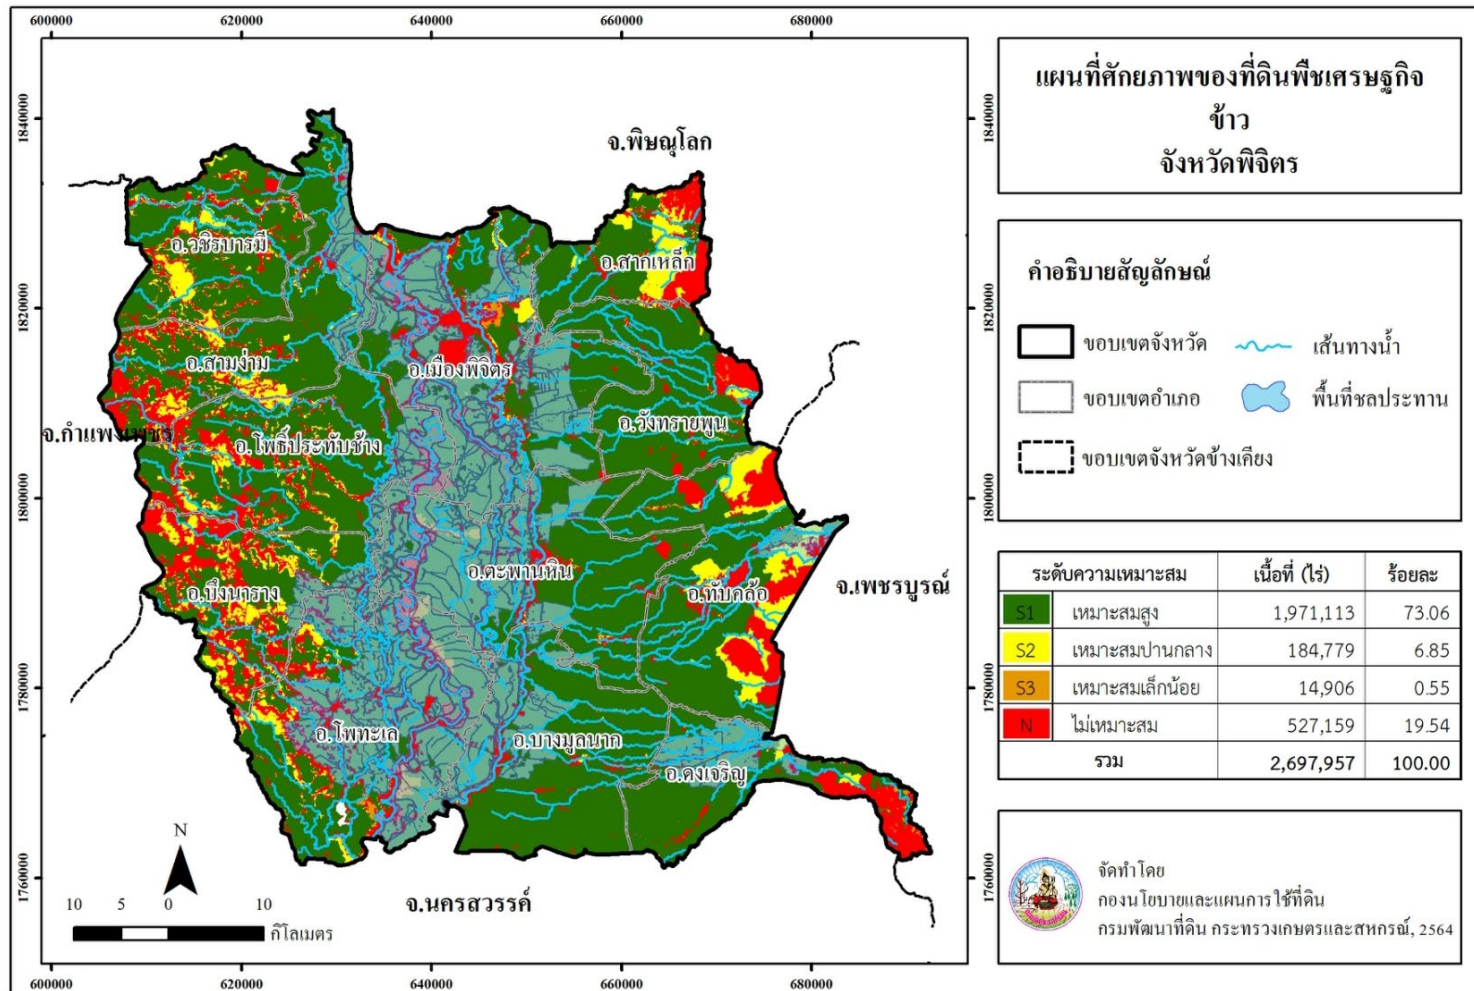 600000 620000 640000 660000 680000
แผนที่ศักยภาพของที่ดินพืชเศรษฐกิจ
ข้าว
จังหวัดพิจิตร
1840000
1840000
จ.พิษณุโลก
อ.วชิรบารมี
อ.สากเหล็ก
คำอธิบายสัญลักษณ์
1820000
1820000
ขอบเขตจังหวัด
เส้นทางน้ำ
ขอบเขตอำเภอ
พื้นที่ชลประทาน
ขอบเขตจังหวัดข้างเคียง
อ.สามง่าม
อ.เมืองพิจิตร
อ.วังทรายพูน
จ.กำแพงเพชร
อ.โพธิ์ประทับช้าง
1800000
1800000
อ.ตะพานหิน
อ.ทับคล้อ
จ.เพชรบูรณ์
อ.บึงนาราง
ระดับความเหมาะสม เนื้อที่ (ไร่) ร้อยละ
S1 เหมาะสมสูง 1,971,113 73.06
S2 เหมาะสมปานกลาง 184,779 6.85
S3 เหมาะสมเล็กน้อย 14,906 0.55
N ไม่เหมาะสม 527,159 19.54
รวม 2,697,957 100.00
1780000
1780000
อ.โพทะเล
อ.บางมูลนาก
อ.ดงเจริญ
N
1760000
1760000
จ.นครสวรรค์
10 5 0 10
กิโลเมตร
จัดทำโดย
กองนโยบายและแผนการใช้ที่ดิน
กรมพัฒนาที่ดิน กระทรวงเกษตรและสหกรณ์, 2564
600000 620000 640000 660000 680000